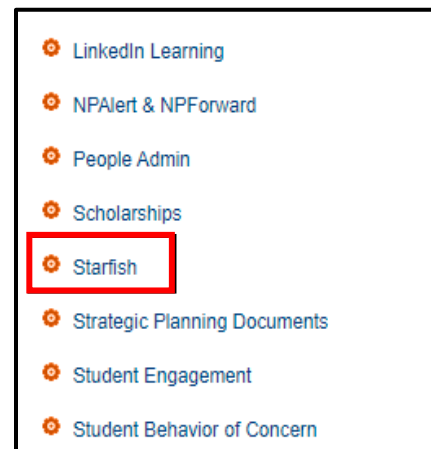 LinkedIn Learning
NPAlert & NPForward
People Admin
Scholarships
Starfish
Strategic Planning Documents
Student Engagement
Student Behavior of Concern